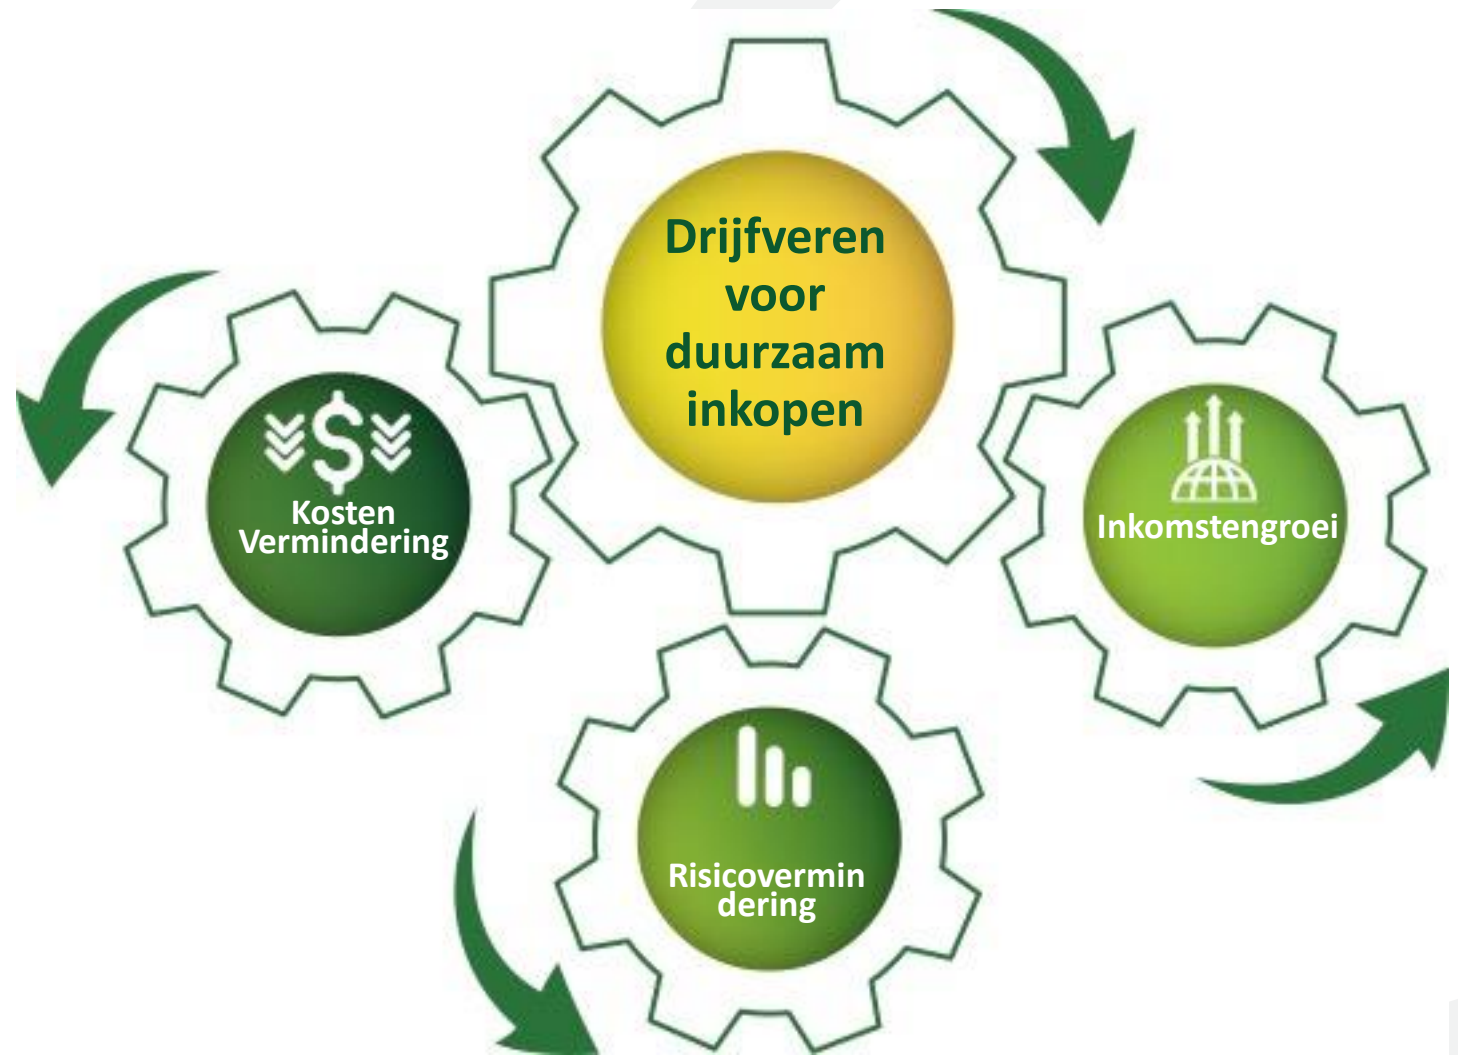 Drijfveren
voor
duurzaam
inkopen
Kosten
Vermindering
Inkomstengroei
Risicovermin
dering